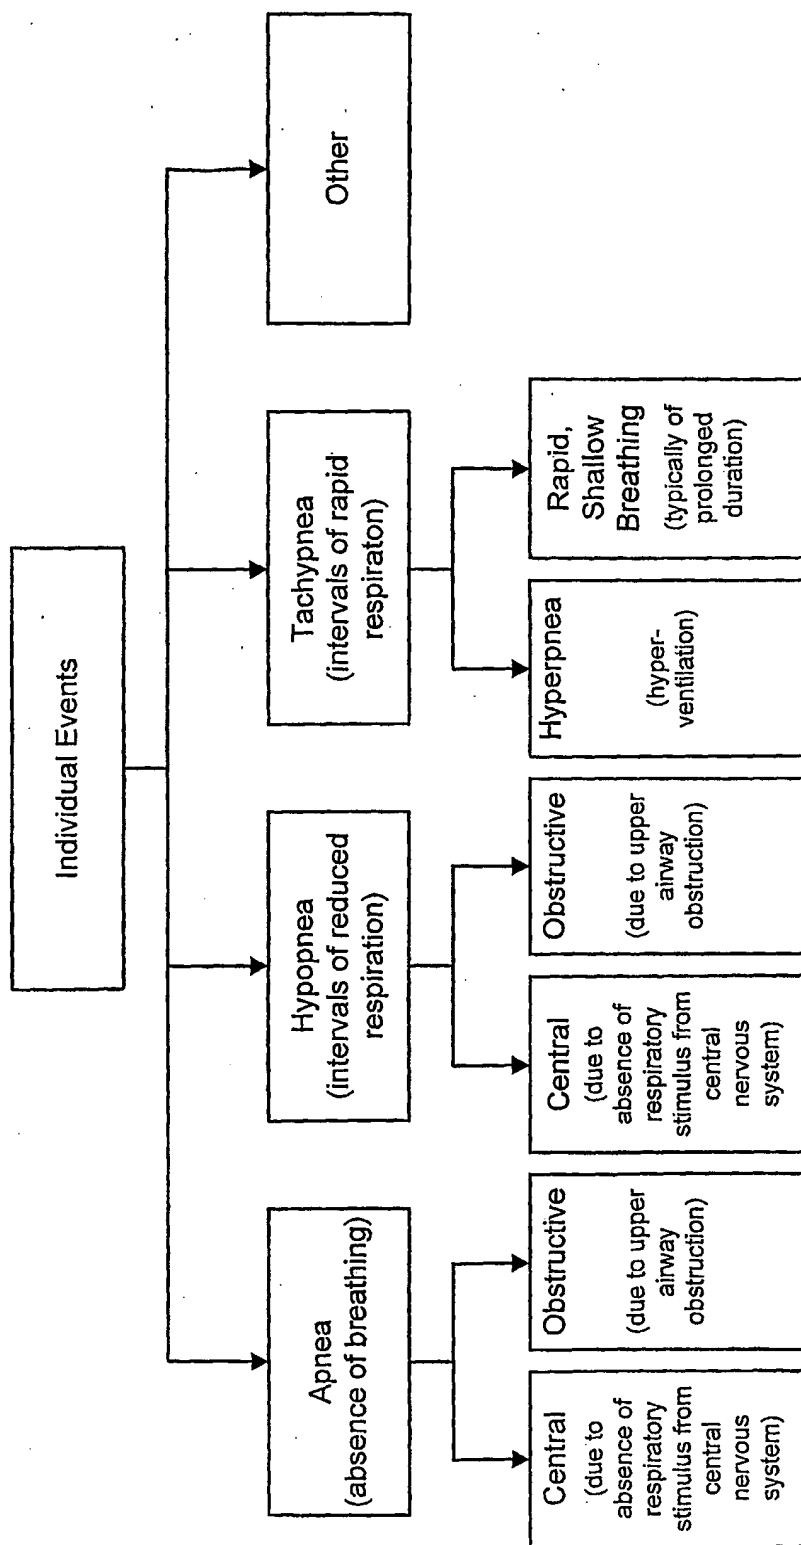 Individual Events
Apnea
(absence of breathing)
Hypopnea
(intervals of reduced
respiration)
Tachypnea
(intervals of rapid
respiraton)
Other
Central
(due to
absence of
respiratory
stimulus from
central
nervous
system)
Obstructive
(due to upper
airway
obstruction)
Central
(due to
absence of
respiratory
stimulus from
central
nervous
system)
Obstructive
(due to upper
airway
obstruction)
Hyperpnea
(hyper-
ventilation)
Rapid,
Shallow
Breathing
(typically of
prolonged
duration)